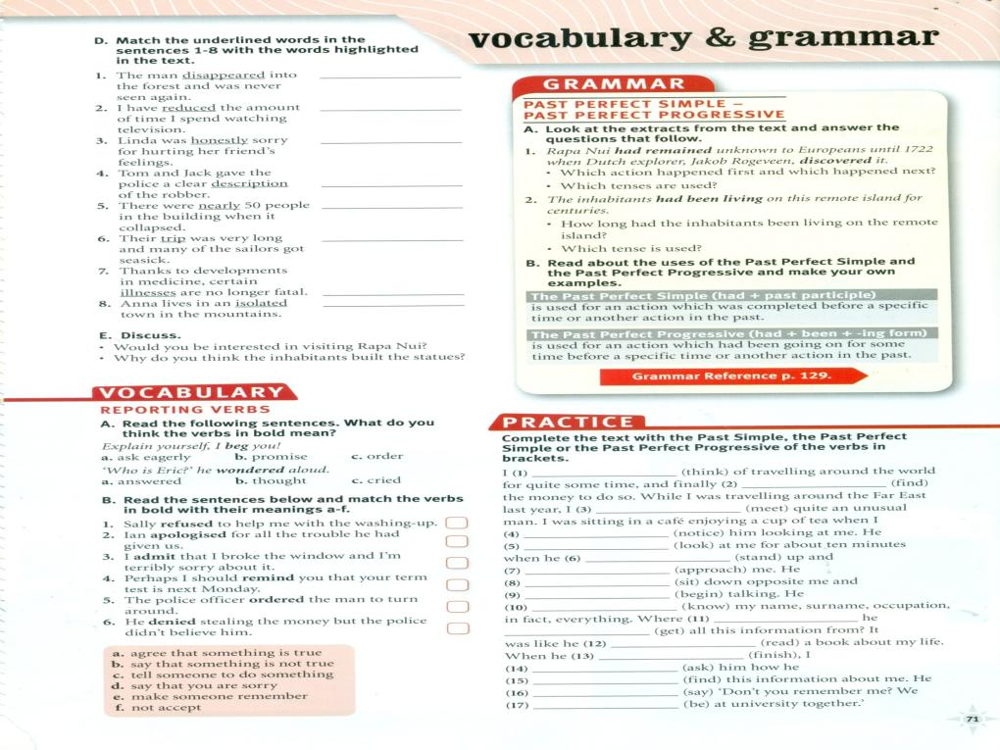 vocabulary & grammar
D. Match the underlined words in the
sentences 1-8 with the words highlighted
in the text.
1. The man disappeared into
the forest and was never
seen again.
2. I have reduced the amount
of time I spend watching
television.
3. Linda was honestly sorry
for hurting her friend's
feelings.
4. Tom and Jack gave the
police a clear description
of the robber.
5. There were nearly 50 people
in the building when it
collapsed.
6. Their trip was very long
and many of the sailors got
seasick.
7. Thanks to developments
in medicine, certain
illnesses are no longer fatal.
8. Anna lives in an isolated
town in the mountains.
E. Discuss.
• Would you be interested in visiting Rapa Nui?
• Why do you think the inhabitants built the statues?
VOCABULARY
REPORTING VERBS
A. Read the following sentences. What do you
think the verbs in bold mean?
Explain yourself, I beg you!
a. ask eagerly b. promise c. order
'Who is Eric?' he wondered aloud.
a. answered b. thought c. cried
B. Read the sentences below and match the verbs
in bold with their meanings a-f.
1. Sally refused to help me with the washing-up.
2. Ian apologised for all the trouble he had
given us.
3. I admit that I broke the window and I'm
terribly sorry about it.
4. Perhaps I should remind you that your term
test is next Monday.
5. The police officer ordered the man to turn
around.
6. He denied stealing the money but the police
didn't believe him.
a. agree that something is true
b. say that something is not true
c. tell someone to do something
d. say that you are sorry
e. make someone remember
f. not accept
GRAMMAR
PAST PERFECT SIMPLE –
PAST PERFECT PROGRESSIVE
A. Look at the extracts from the text and answer the
questions that follow.
1. Rapa Nui had remained unknown to Europeans until 1722
when Dutch explorer, Jakob Rogeveen, discovered it.
• Which action happened first and which happened next?
• Which tenses are used?
2. The inhabitants had been living on this remote island for
centuries.
• How long had the inhabitants been living on the remote
island?
• Which tense is used?
B. Read about the uses of the Past Perfect Simple and
the Past Perfect Progressive and make your own
examples.
The Past Perfect Simple (had + past participle)
is used for an action which was completed before a specific
time or another action in the past.
The Past Perfect Progressive (had + been + -ing form)
is used for an action which had been going on for some
time before a specific time or another action in the past.
Grammar Reference p. 129.
PRACTICE
Complete the text with the Past Simple, the Past Perfect
Simple or the Past Perfect Progressive of the verbs in
brackets.
I (1) ____________________ (think) of travelling around the world
for quite some time, and finally (2) ____________________ (find)
the money to do so. While I was travelling around the Far East
last year, I (3) ____________________ (meet) quite an unusual
man. I was sitting in a café enjoying a cup of tea when I
(4) ____________________ (notice) him looking at me. He
(5) ____________________ (look) at me for about ten minutes
when he (6) ____________________ (stand) up and
(7) ____________________ (approach) me. He
(8) ____________________ (sit) down opposite me and
(9) ____________________ (begin) talking. He
(10) ____________________ (know) my name, surname, occupation,
in fact, everything. Where (11) ____________________ he
____________________ (get) all this information from? It
was like he (12) ____________________ (read) a book about my life.
When he (13) ____________________ (finish), I
(14) ____________________ (ask) him how he
(15) ____________________ (find) this information about me. He
(16) ____________________ (say) 'Don't you remember me? We
(17) ____________________ (be) at university together.'
71